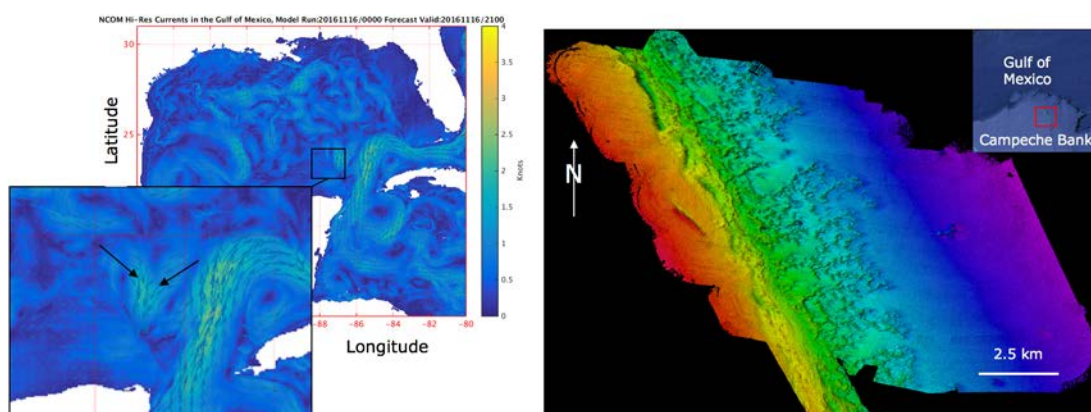 NCOM Hi-Res Currents in the Gulf of Mexico, Model Run:20161116/0000 Forecast Valid:20161116/2100
30
25
Latitude
-88
-86
-84
-82
-80
Longitude
4
3.5
3
2.5
2
1.5
1
0.5
0
Knots
N
Gulf of
Mexico
Campeche Bank
2.5 km